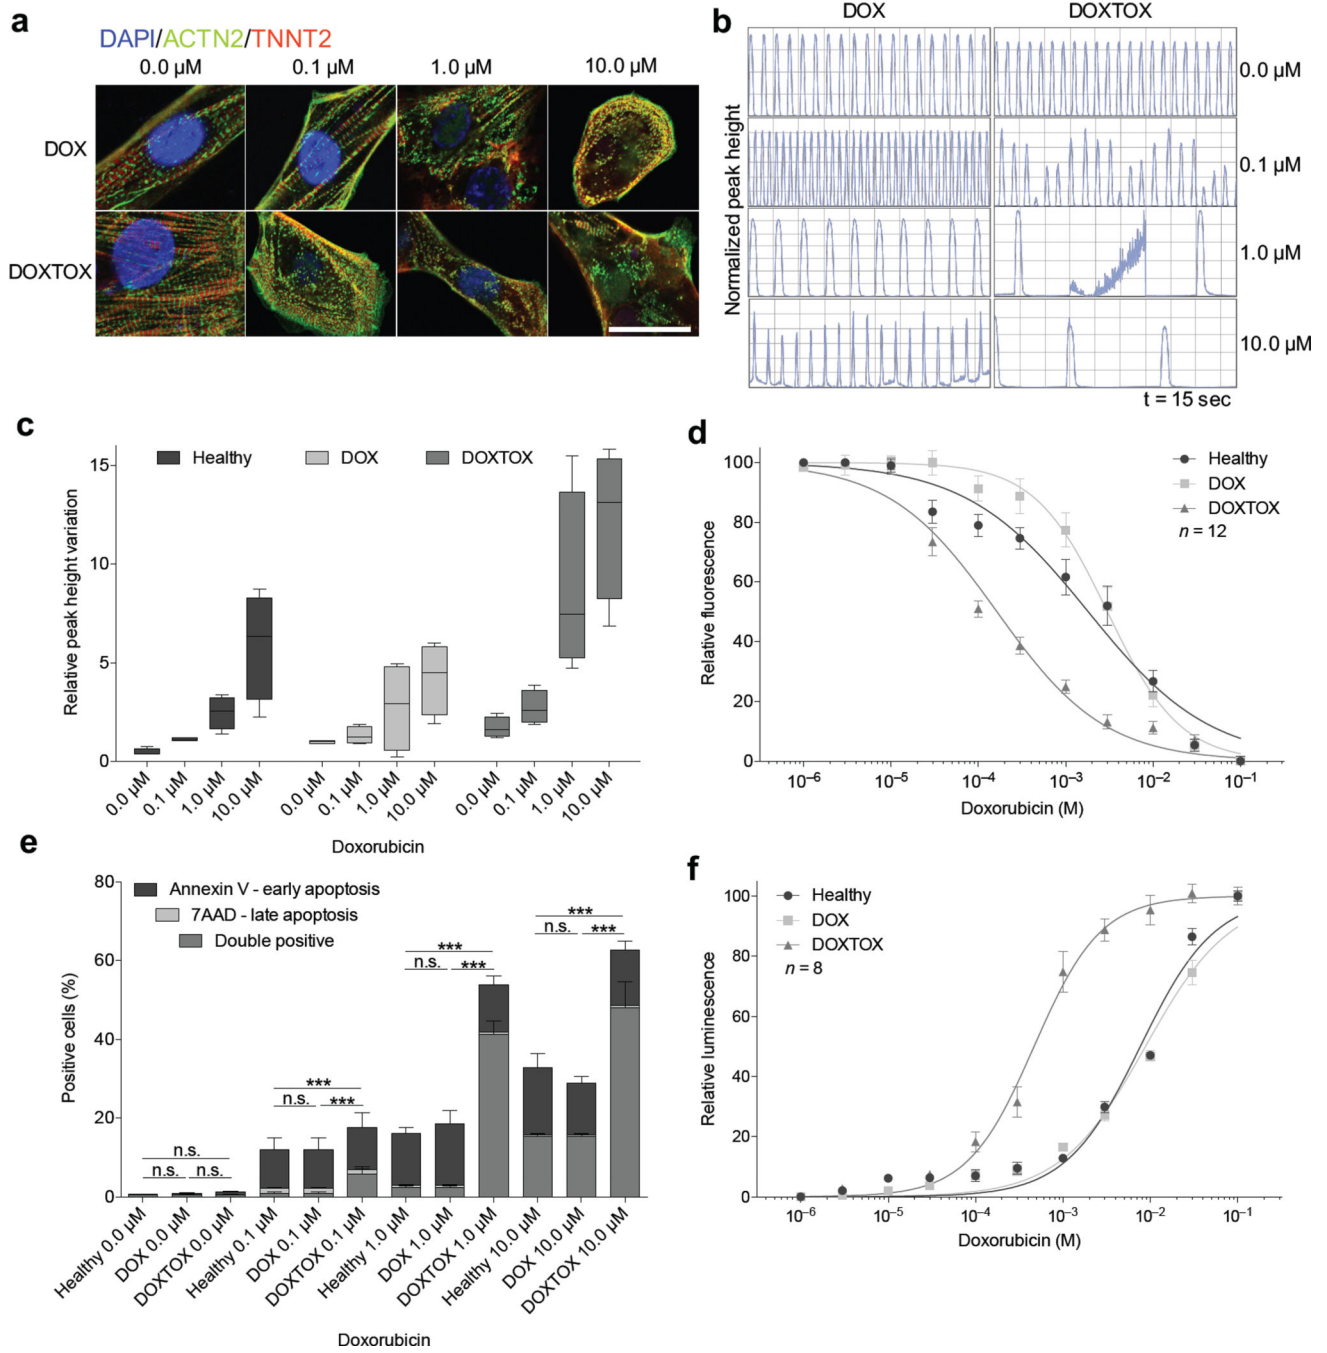 a
DAPI/ACTN2/TNNT2
0.0 µM 0.1 µM 1.0 µM 10.0 µM
DOX
DOXTOX
b
DOX DOXTOX
Normalized peak height
0.0 µM
0.1 µM
1.0 µM
10.0 µM
t = 15 sec
c
Healthy DOX DOXTOX
Relative peak height variation
15
10
5
0
0.0 µM 0.1 µM 1.0 µM 10.0 µM 0.0 µM 0.1 µM 1.0 µM 10.0 µM 0.0 µM 0.1 µM 1.0 µM 10.0 µM
Doxorubicin
d
Healthy
DOX
DOXTOX
n = 12
Relative fluorescence
100
80
60
40
20
0
10−6 10−5 10−4 10−3 10−2 10−1
Doxorubicin (M)
e
Annexin V - early apoptosis
7AAD - late apoptosis
Double positive
Positive cells (%)
80
60
40
20
0
n.s.
n.s. n.s.
***
n.s. ***
***
n.s. ***
***
n.s. ***
Healthy 0.0 µM DOX 0.0 µM DOXTOX 0.0 µM Healthy 0.1 µM DOX 0.1 µM DOXTOX 0.1 µM Healthy 1.0 µM DOX 1.0 µM DOXTOX 1.0 µM Healthy 10.0 µM DOX 10.0 µM DOXTOX 10.0 µM
Doxorubicin
f
Healthy
DOX
DOXTOX
n = 8
Relative luminescence
100
80
60
40
20
0
10−6 10−5 10−4 10−3 10−2 10−1
Doxorubicin (M)